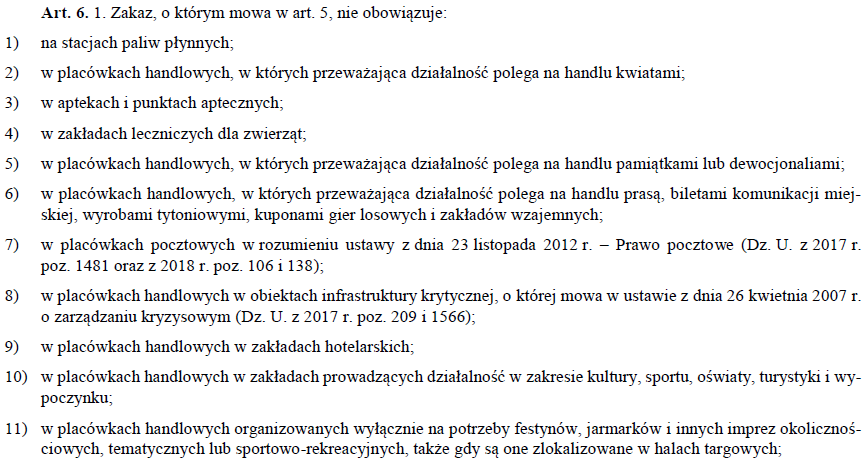 Art. 6. 1. Zakaz, o którym mowa w art. 5, nie obowiązuje:
1) na stacjach paliw płynnych;
2) w placówkach handlowych, w których przeważająca działalność polega na handlu kwiatami;
3) w aptekach i punktach aptecznych;
4) w zakładach leczniczych dla zwierząt;
5) w placówkach handlowych, w których przeważająca działalność polega na handlu pamiątkami lub dewocjonaliami;
6) w placówkach handlowych, w których przeważająca działalność polega na handlu prasą, biletami komunikacji miej-
skiej, wyrobami tytoniowymi, kuponami gier losowych i zakładów wzajemnych;
7) w placówkach pocztowych w rozumieniu ustawy z dnia 23 listopada 2012 r. – Prawo pocztowe (Dz. U. z 2017 r.
poz. 1481 oraz z 2018 r. poz. 106 i 138);
8) w placówkach handlowych w obiektach infrastruktury krytycznej, o której mowa w ustawie z dnia 26 kwietnia 2007 r.
o zarządzaniu kryzysowym (Dz. U. z 2017 r. poz. 209 i 1566);
9) w placówkach handlowych w zakładach hotelarskich;
10) w placówkach handlowych w zakładach prowadzących działalność w zakresie kultury, sportu, oświaty, turystyki i wy-
poczynku;
11) w placówkach handlowych organizowanych wyłącznie na potrzeby festynów, jarmarków i innych imprez okoliczno-
ściowych, tematycznych lub sportowo-rekreacyjnych, także gdy są one zlokalizowane w halach targowych;